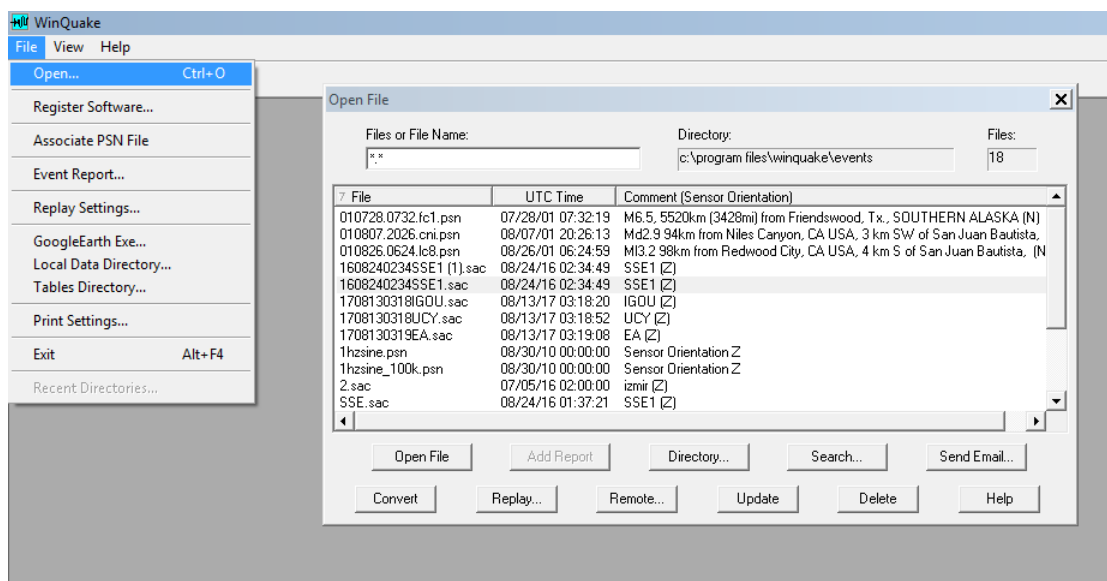 WinQuake
File View Help
Open... Ctrl+O
Register Software...
Associate PSN File
Event Report...
Replay Settings...
GoogleEarth Exe...
Local Data Directory...
Tables Directory...
Print Settings...
Exit Alt+F4
Recent Directories...
Open File
Files or File Name: Directory: Files:
*.* c:\program files\winquake\events 18
File UTC Time Comment (Sensor Orientation)
010728.0732.fc1.psn 07/28/01 07:32:19 M6.5, 5520km (3428mi) from Friendswood, Tx., SOUTHERN ALASKA (N)
010807.2026.cni.psn 08/07/01 20:26:13 Md2.9 94km from Niles Canyon, CA USA, 3 km SW of San Juan Bautista,
010826.0624.lc8.psn 08/26/01 06:24:59 Ml3.2 98km from Redwood City, CA USA, 4 km S of San Juan Bautista, (N
1608240234SSE1 (1).sac 08/24/16 02:34:49 SSE1 (Z)
1608240234SSE1.sac 08/24/16 02:34:49 SSE1 (Z)
1708130318IGOU.sac 08/13/17 03:18:20 IGOU (Z)
1708130318UCY.sac 08/13/17 03:18:52 UCY (Z)
1708130319EA.sac 08/13/17 03:19:08 EA (Z)
1hzsine.psn 08/30/10 00:00:00 Sensor Orientation Z
1hzsine_100k.psn 08/30/10 00:00:00 Sensor Orientation Z
2.sac 07/05/16 02:00:00 izmir (Z)
SSE.sac 08/24/16 01:37:21 SSE1 (Z)
Open File Add Report Directory... Search... Send Email...
Convert Replay... Remote... Update Delete Help